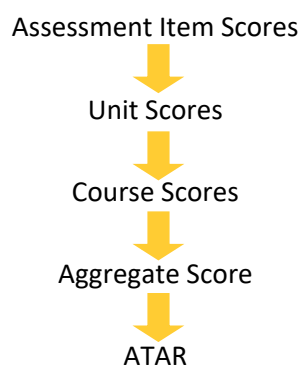 Assessment Item Scores
Unit Scores
Course Scores
Aggregate Score
ATAR